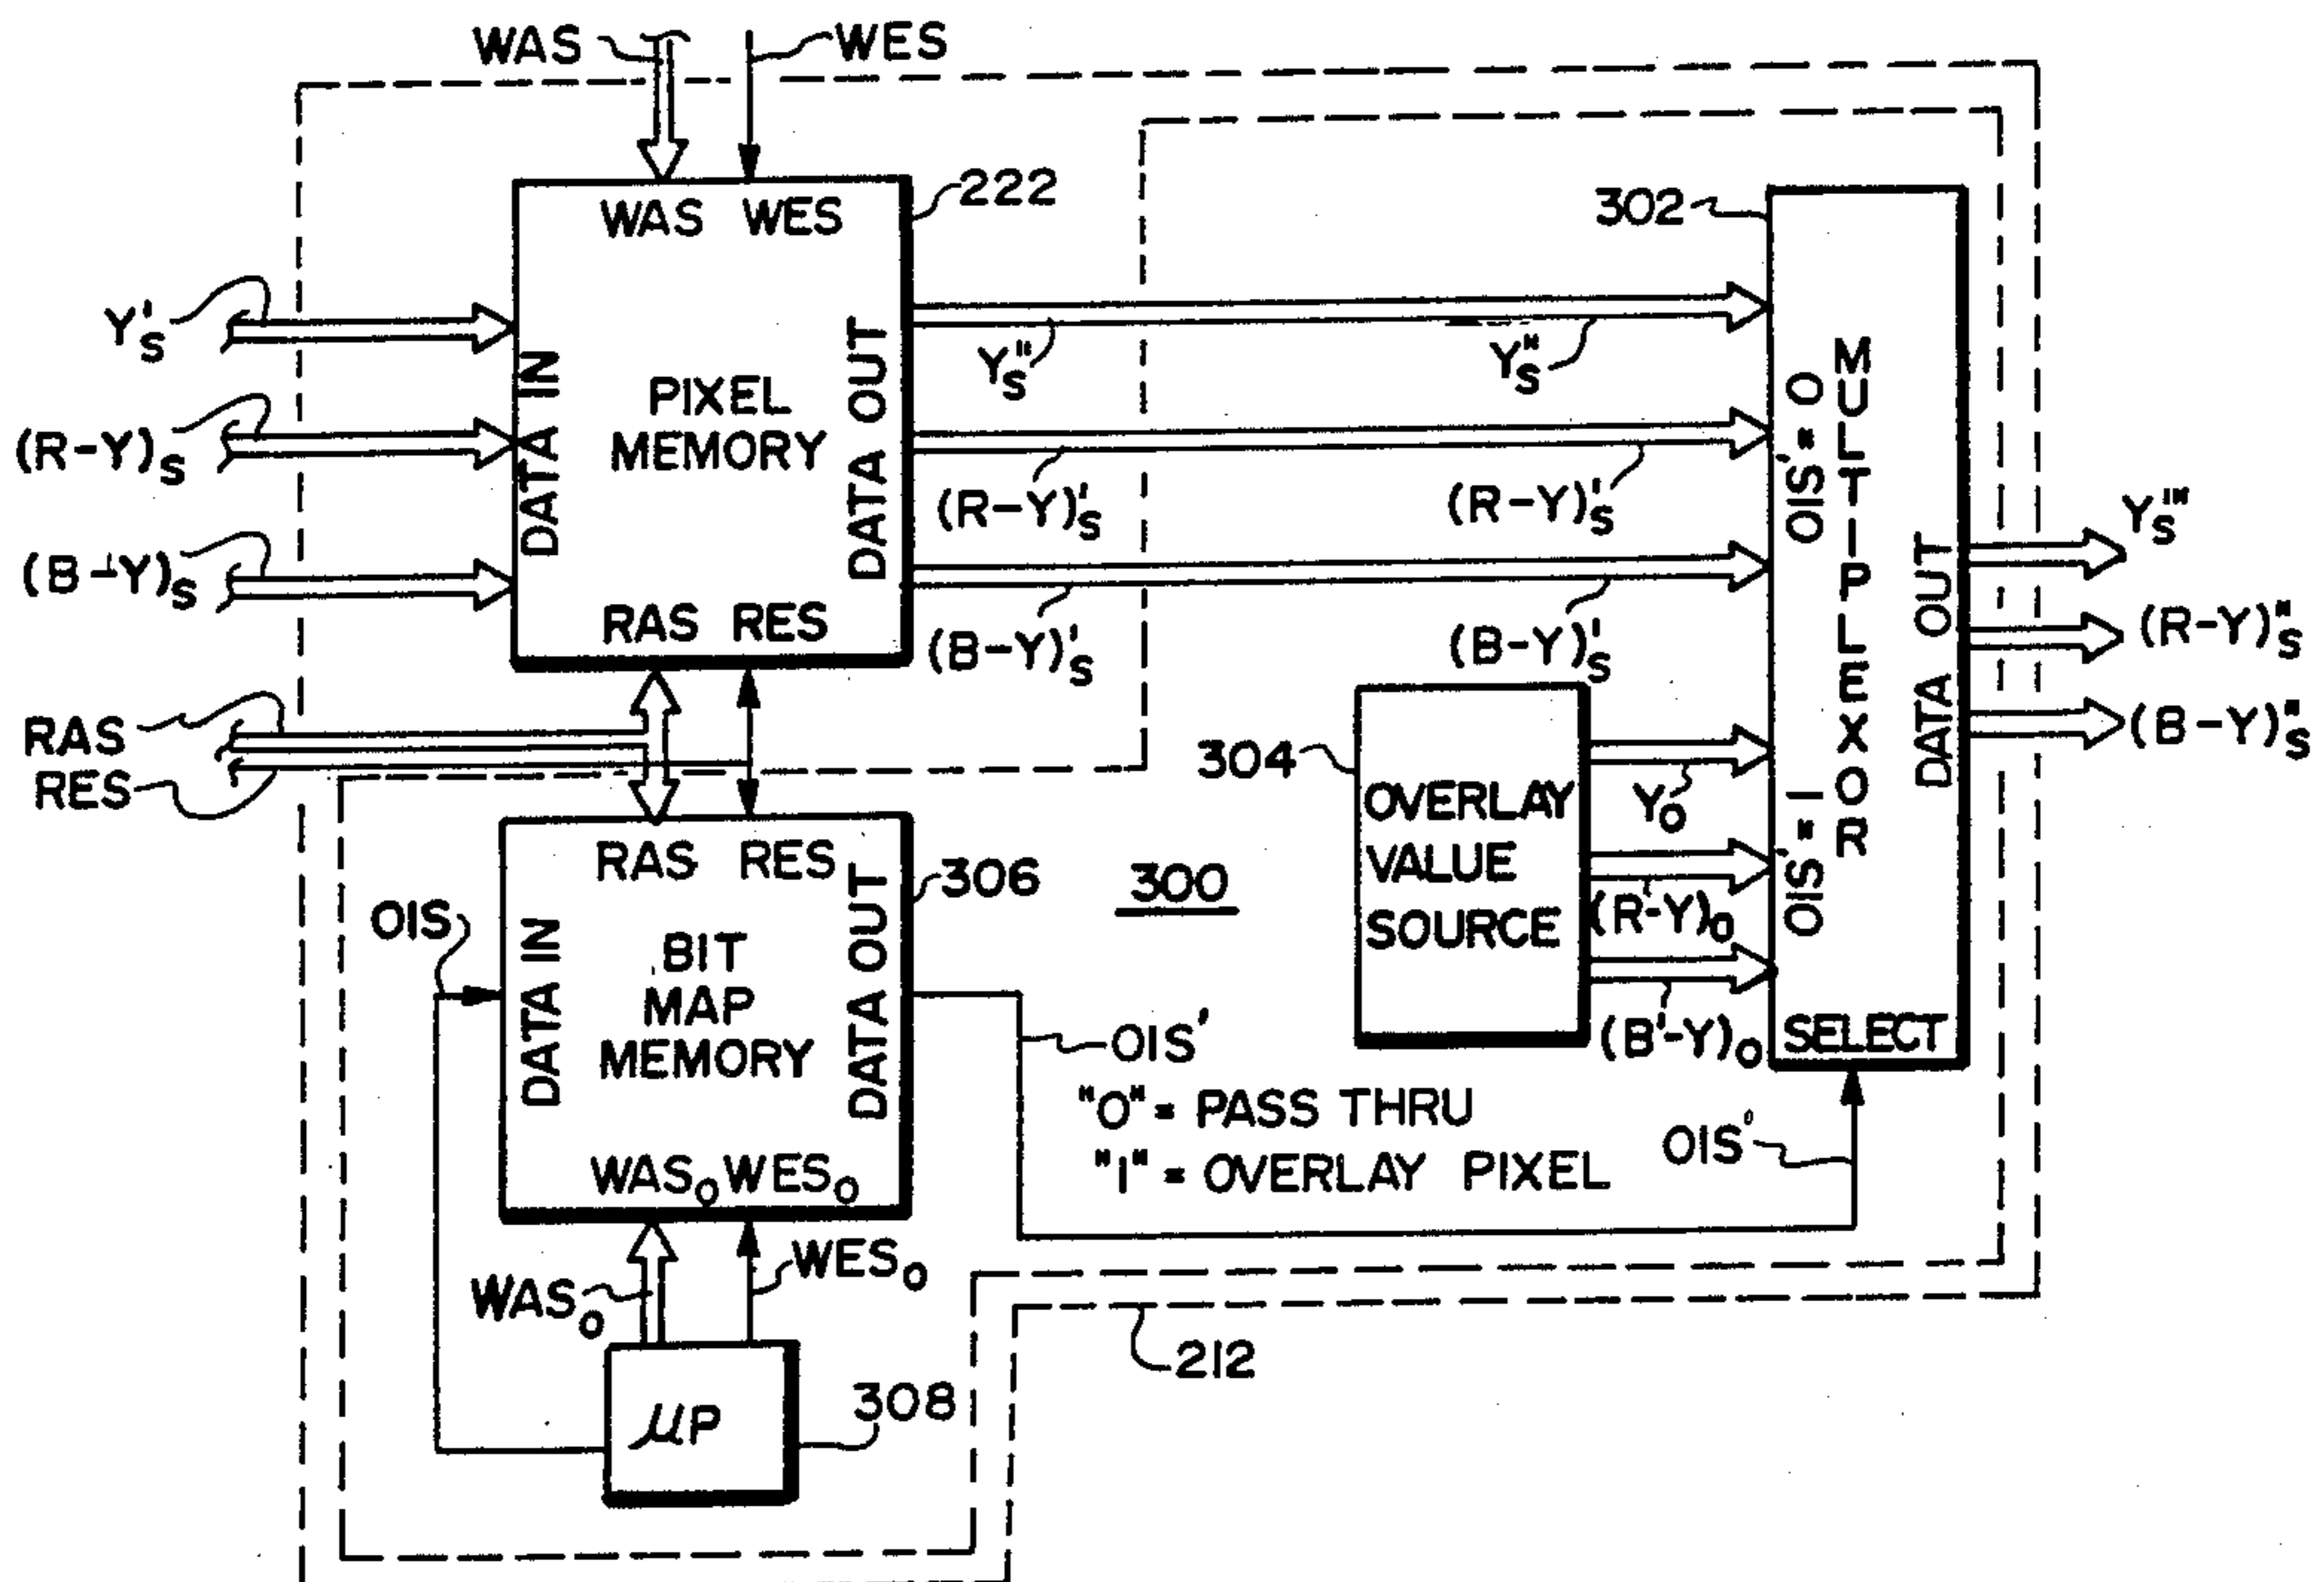 WAS
WES
WAS WES
222
302
Y'S
(R-Y)S
(B-Y)S
DATA IN
PIXEL
MEMORY
DATA OUT
RAS RES
Y"S
Y"S
(R-Y)'S
(R-Y)'S
(B-Y)'S
(B-Y)'S
OIS'=0
OIS'=1
MULTIPLEXOR
DATA OUT
SELECT
Y'''S
(R-Y)"S
(B-Y)"S
RAS
RES
304
OVERLAY
VALUE
SOURCE
YO
(R-Y)O
(B-Y)O
RAS RES
306
300
OIS
DATA IN
BIT
MAP
MEMORY
DATA OUT
WASO WESO
OIS'
"0" = PASS THRU
"1" = OVERLAY PIXEL
OIS'
WASO
WESO
212
μP
308